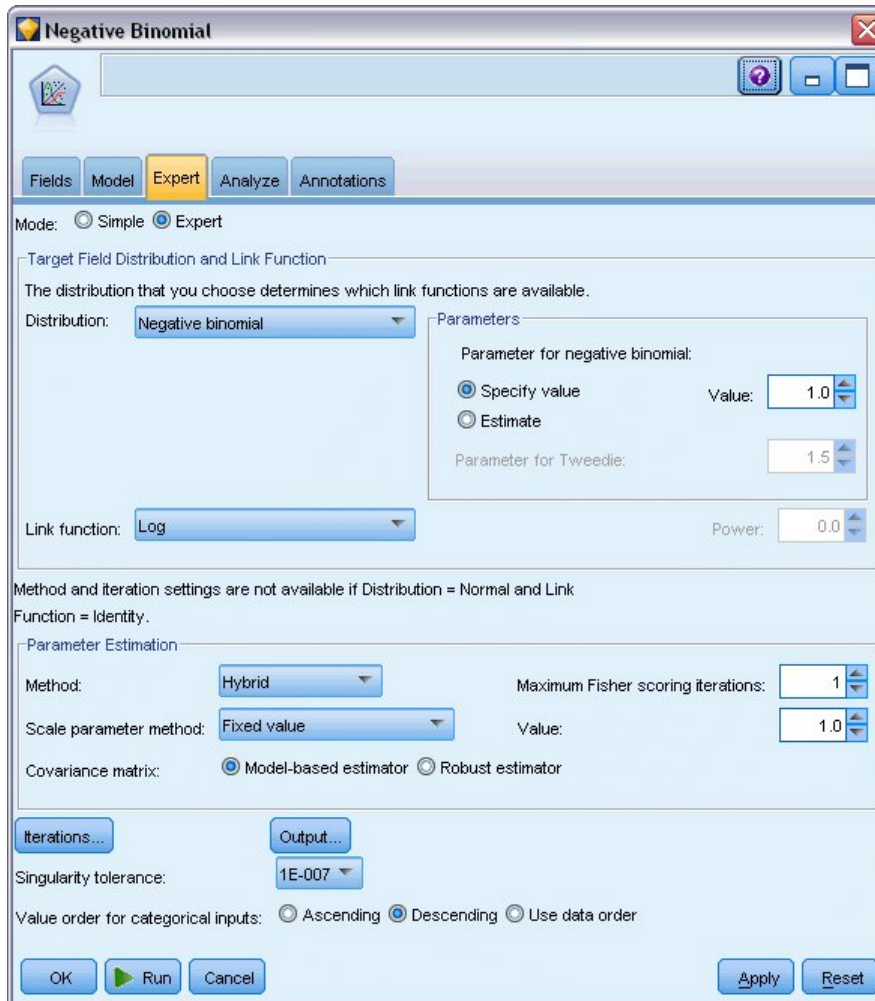 Negative Binomial
Fields Model Expert Analyze Annotations
Mode: Simple Expert
Target Field Distribution and Link Function
The distribution that you choose determines which link functions are available.
Distribution: Negative binomial
Parameters
Parameter for negative binomial:
Specify value Value: 1.0
Estimate
Parameter for Tweedie: 1.5
Link function: Log Power: 0.0
Method and iteration settings are not available if Distribution = Normal and Link
Function = Identity.
Parameter Estimation
Method: Hybrid Maximum Fisher scoring iterations: 1
Scale parameter method: Fixed value Value: 1.0
Covariance matrix: Model-based estimator Robust estimator
Iterations... Output...
Singularity tolerance: 1E-007
Value order for categorical inputs: Ascending Descending Use data order
OK Run Cancel Apply Reset